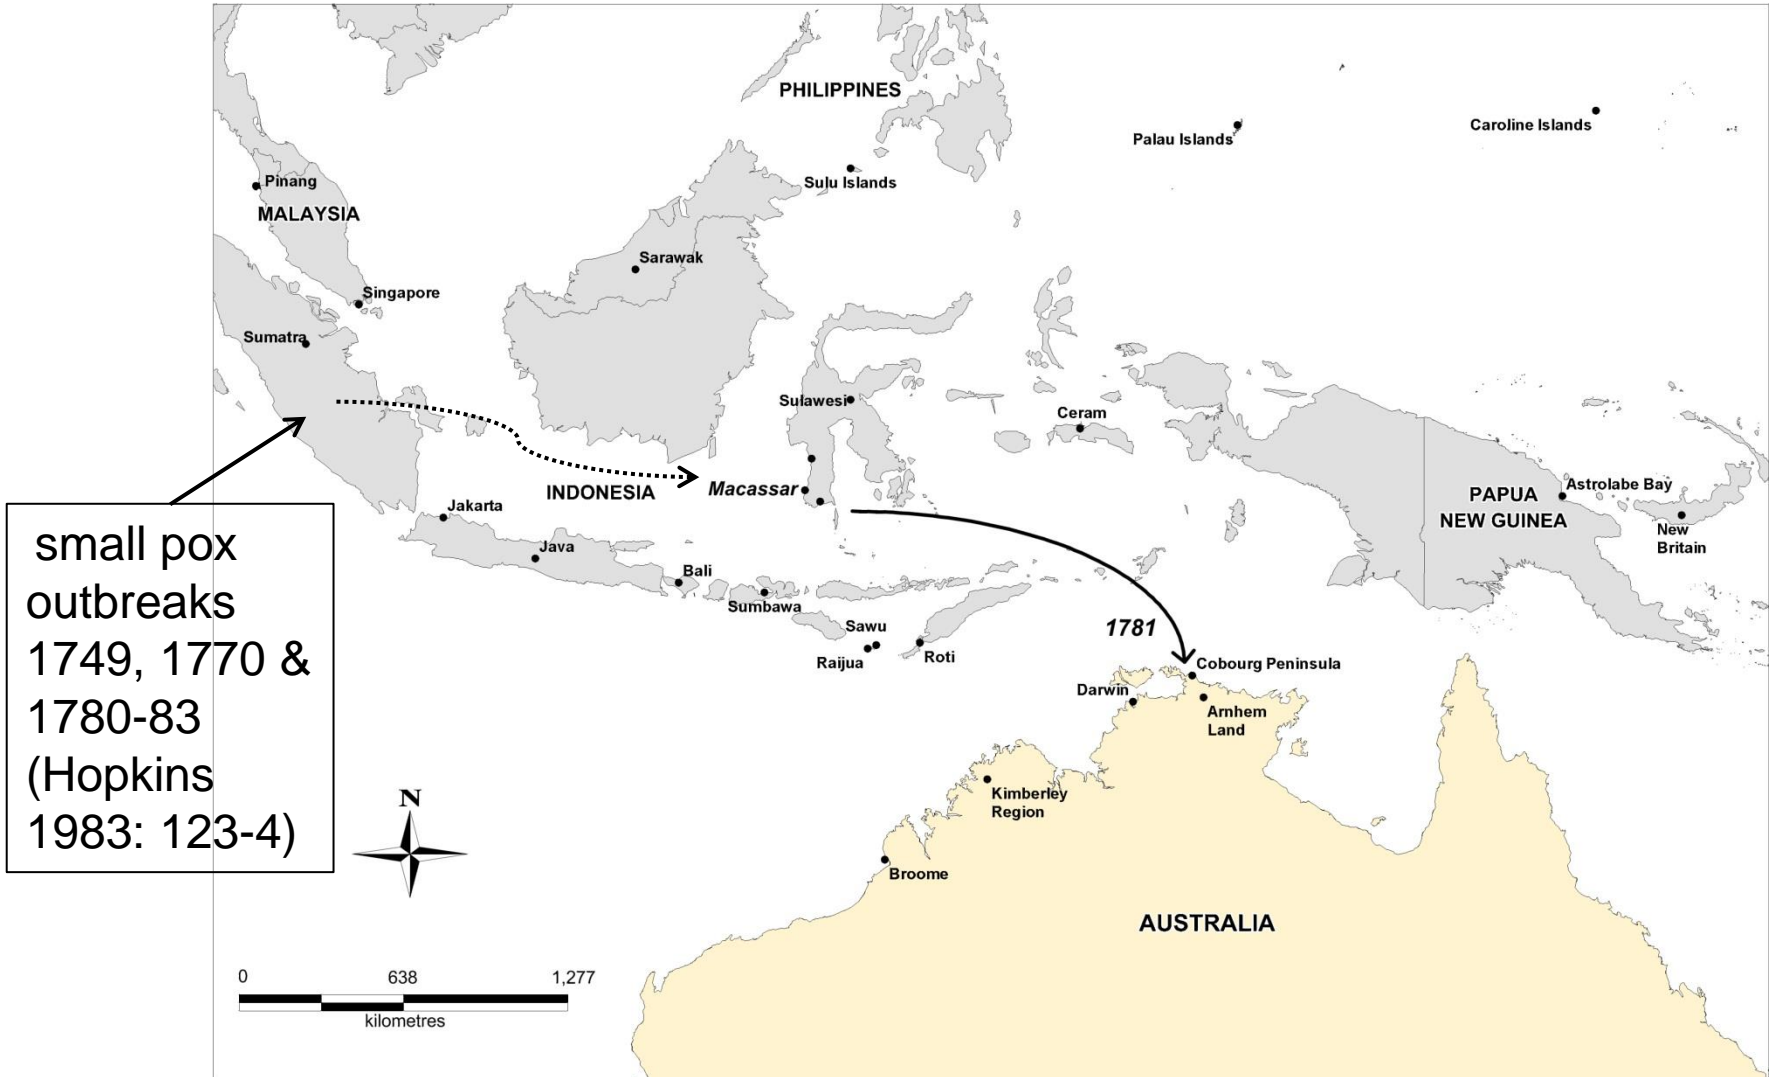 PHILIPPINES
Palau Islands
Caroline Islands
Pinang
MALAYSIA
Sulu Islands
Sarawak
Singapore
Sumatra
Sulawesi
Ceram
Macassar
INDONESIA
Astrolabe Bay
PAPUA
NEW GUINEA
New
Britain
Jakarta
Java
Bali
Sumbawa
Sawu
Raijua
Roti
1781
Cobourg Peninsula
Darwin
Arnhem
Land
Kimberley
Region
Broome
AUSTRALIA
small pox
outbreaks
1749, 1770 &
1780-83
(Hopkins
1983: 123-4)
N
0 638 1,277
kilometres